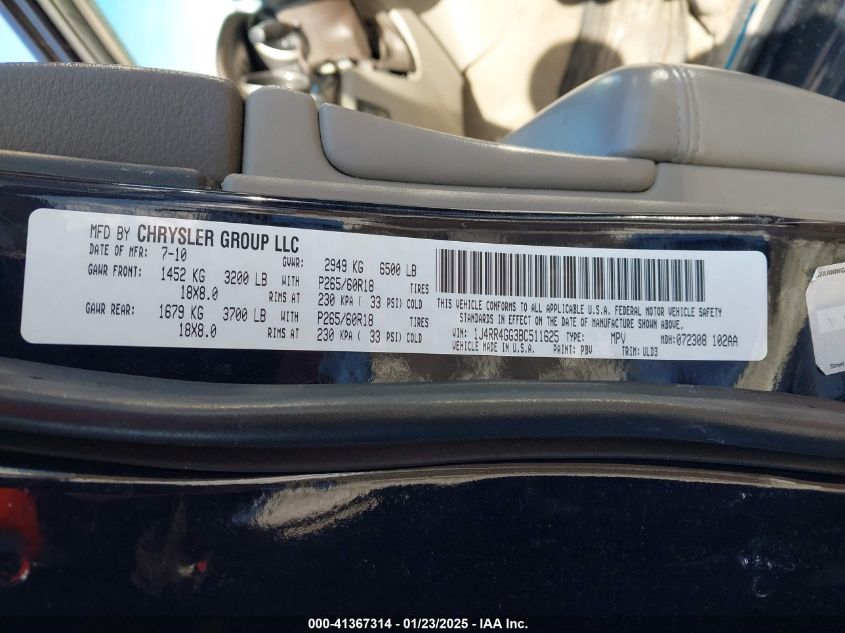 MFD BY CHRYSLER GROUP LLC
DATE OF MFR: 7-10 GVWR: 2949 KG 6500 LB
GAWR FRONT: 1452 KG 3200 LB WITH P265/60R18 TIRES
18X8.0 RIMS AT 230 KPA ( 33 PSI) COLD
GAWR REAR: 1679 KG 3700 LB WITH P265/60R18 TIRES
18X8.0 RIMS AT 230 KPA ( 33 PSI) COLD
THIS VEHICLE CONFORMS TO ALL APPLICABLE U.S.A. FEDERAL MOTOR VEHICLE SAFETY
STANDARDS IN EFFECT ON THE DATE OF MANUFACTURE SHOWN ABOVE.
VIN: 1J4RR4GG3BC511625 TYPE: MPV MDH: 072308 102AA
VEHICLE MADE IN U.S.A. PAINT: PBV TRIM: ULD3
WARNING
Street
000-41367314 - 01/23/2025 - IAA Inc.